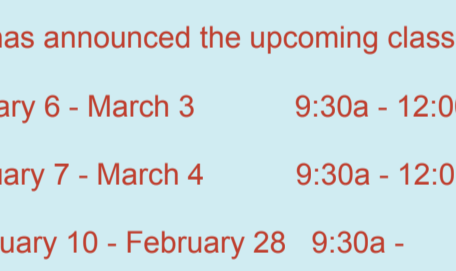 has announced the upcoming class
ary 6 - March 3 9:30a - 12:0
uary 7 - March 4 9:30a - 12:0
uary 10 - February 28 9:30a -